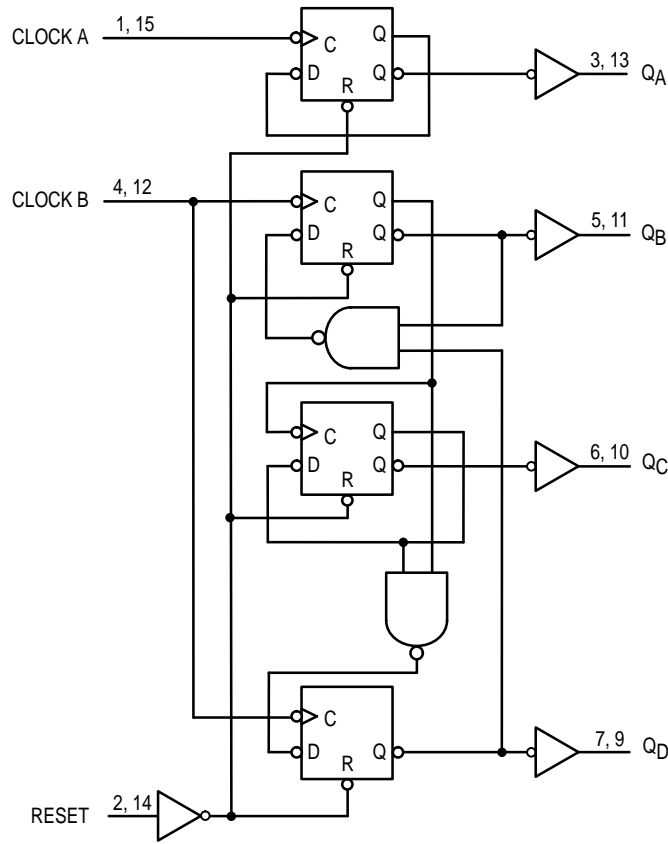 CLOCK A 1, 15 C Q
D Q 3, 13 QA
R
CLOCK B 4, 12 C Q
D Q 5, 11 QB
R
C Q
D Q 6, 10 QC
R
C
D Q 7, 9 QD
R
RESET 2, 14